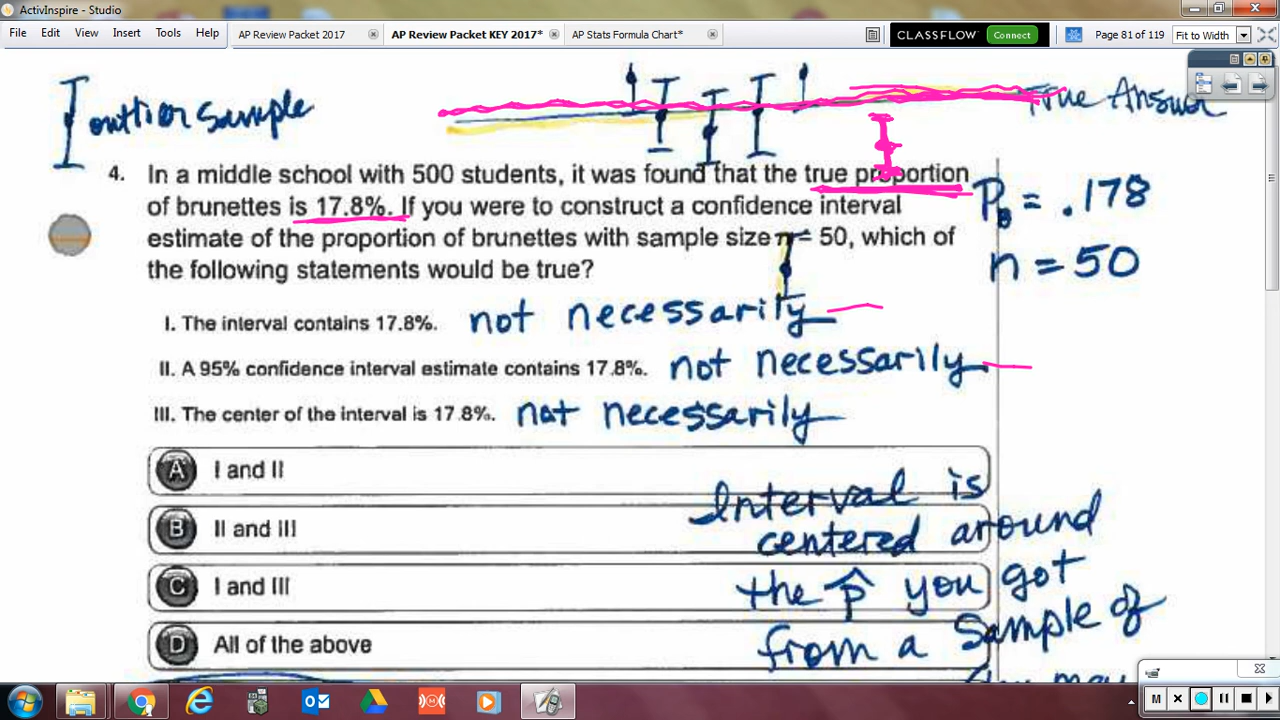 ActivInspire - Studio
File Edit View Insert Tools Help
AP Review Packet 2017
AP Review Packet KEY 2017*
AP Stats Formula Chart*
CLASSFLOW Connect
Page 81 of 119
Fit to Width
outlier sample
True Answer
4. In a middle school with 500 students, it was found that the true proportion
of brunettes is 17.8%. If you were to construct a confidence interval
estimate of the proportion of brunettes with sample size n = 50, which of
the following statements would be true?
P_B = .178
n = 50
I. The interval contains 17.8%. not necessarily
II. A 95% confidence interval estimate contains 17.8%. not necessarily
III. The center of the interval is 17.8%. not necessarily
A I and II
B II and III
C I and III
D All of the above
Interval is
centered around
the p̂ you got
from a sample of
may
M